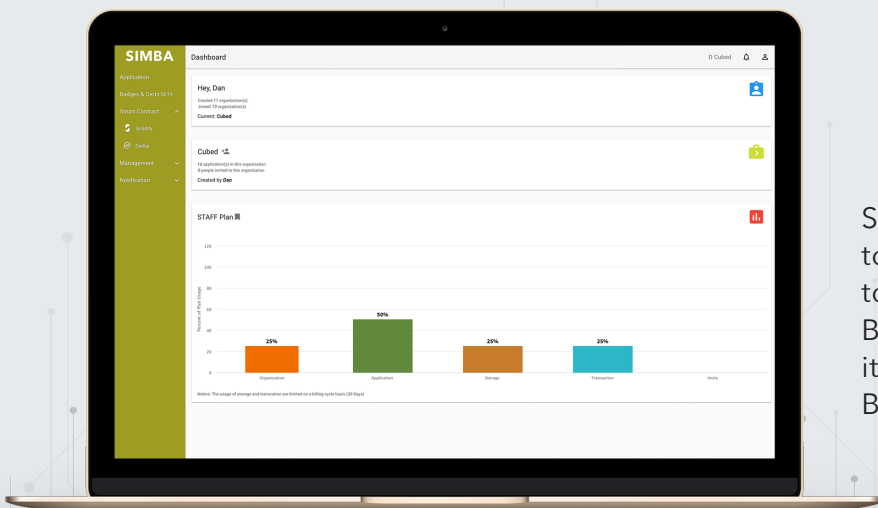 SIMBA
Dashboard
0 Cubed
Application
Badges & Certs BETA
Smart Contract
Solidity
Stellar
Management
Notification
Hey, Dan
Created 11 organization(s)
Joined 10 organization(s)
Current: Cubed
Cubed
10 application(s) in this organization
0 people invited to this organization
Created by Dan
STAFF Plan
Percent of Plan Usage
120
100
80
60
40
20
0
25%
50%
25%
25%
Organization
Application
Storage
Transaction
Invite
Notice: The usage of storage and transaction are limited on a billing cycle basis (30 Days)
S
to
to
B
it
B